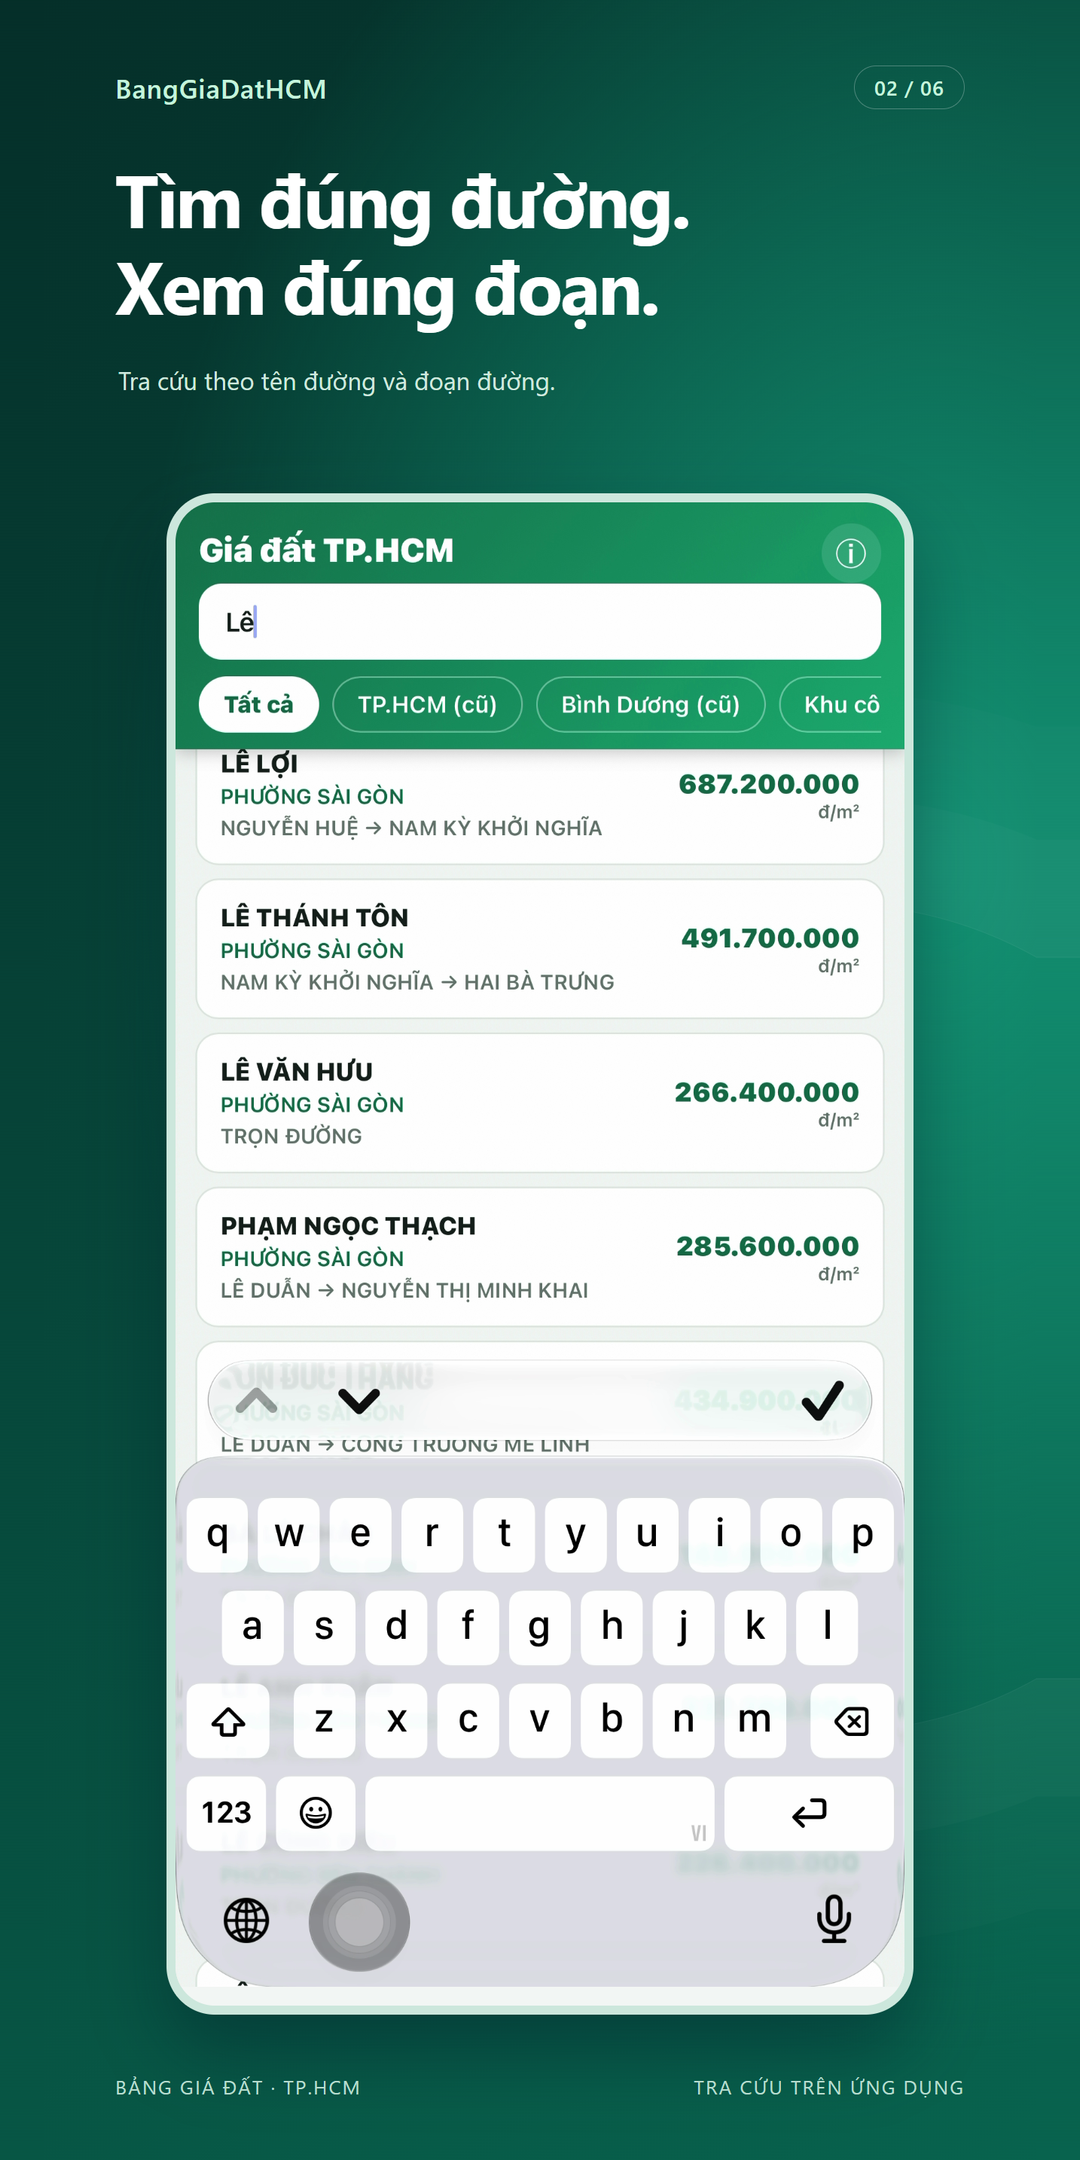 BangGiaDatHCM
02 / 06
Tìm đúng đường.
Xem đúng đoạn.
Tra cứu theo tên đường và đoạn đường.
Giá đất TP.HCM
Lê
Tất cả
TP.HCM (cũ)
Bình Dương (cũ)
Khu cô
LÊ LỢI
PHƯỜNG SÀI GÒN
NGUYỄN HUỆ → NAM KỲ KHỞI NGHĨA
687.200.000
đ/m²
LÊ THÁNH TÔN
PHƯỜNG SÀI GÒN
NAM KỲ KHỞI NGHĨA → HAI BÀ TRƯNG
491.700.000
đ/m²
LÊ VĂN HƯU
PHƯỜNG SÀI GÒN
TRỌN ĐƯỜNG
266.400.000
đ/m²
PHẠM NGỌC THẠCH
PHƯỜNG SÀI GÒN
LÊ DUẨN → NGUYỄN THỊ MINH KHAI
285.600.000
đ/m²
434.900.000
LÊ DUẨN → CÔNG TRƯỜNG MÊ LINH
q w e r t y u i o p
a s d f g h j k l
z x c v b n m
123
VI
BẢNG GIÁ ĐẤT · TP.HCM
TRA CỨU TRÊN ỨNG DỤNG